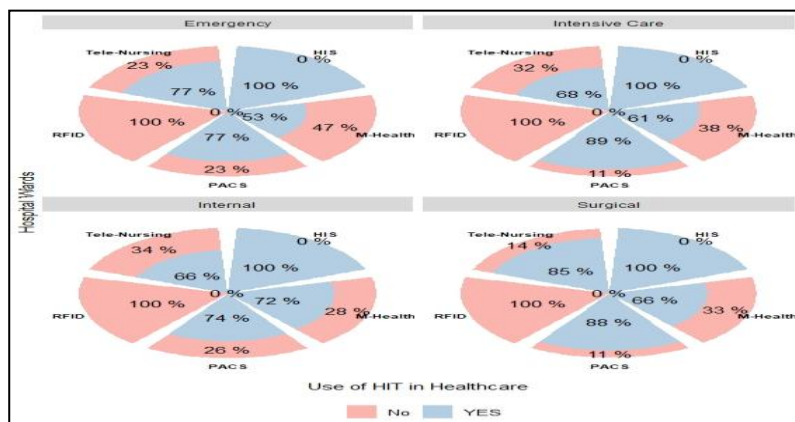 Emergency
Intensive Care
Tele-Nursing
HIS
23 %
0 %
77 %
100 %
RFID
100 %
0 %
53 %
47 %
M-Health
77 %
23 %
PACS
Tele-Nursing
HIS
32 %
0 %
68 %
100 %
RFID
100 %
0 %
61 %
38 %
M-Health
89 %
11 %
PACS
Internal
Surgical
Tele-Nursing
HIS
34 %
0 %
66 %
100 %
RFID
100 %
0 %
72 %
28 %
M-Health
74 %
26 %
PACS
Tele-Nursing
HIS
14 %
0 %
85 %
100 %
RFID
100 %
0 %
66 %
33 %
M-Health
88 %
11 %
PACS
Hospital Wards
Use of HIT in Healthcare
No
YES